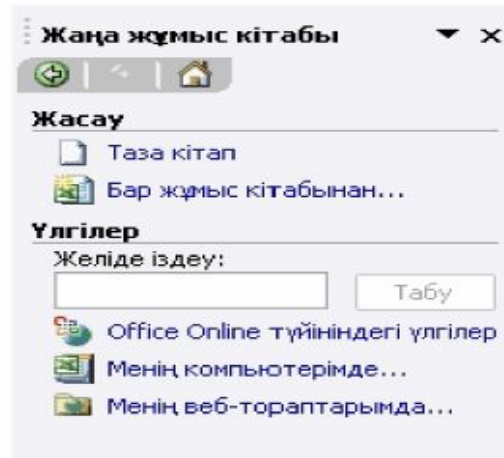 Жаңа жұмыс кітабы
Жасау
Таза кітап
Бар жұмыс кітабынан...
Үлгілер
Желіде іздеу:
Табу
Office Online түйініндегі үлгілер
Менің компьютерімде...
Менің веб-тораптарымда...